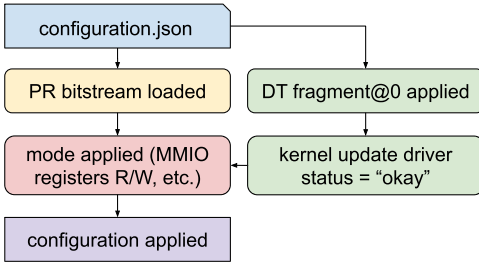 configuration.json
PR bitstream loaded
DT fragment@0 applied
mode applied (MMIO
registers R/W, etc.)
kernel update driver
status = “okay”
configuration applied